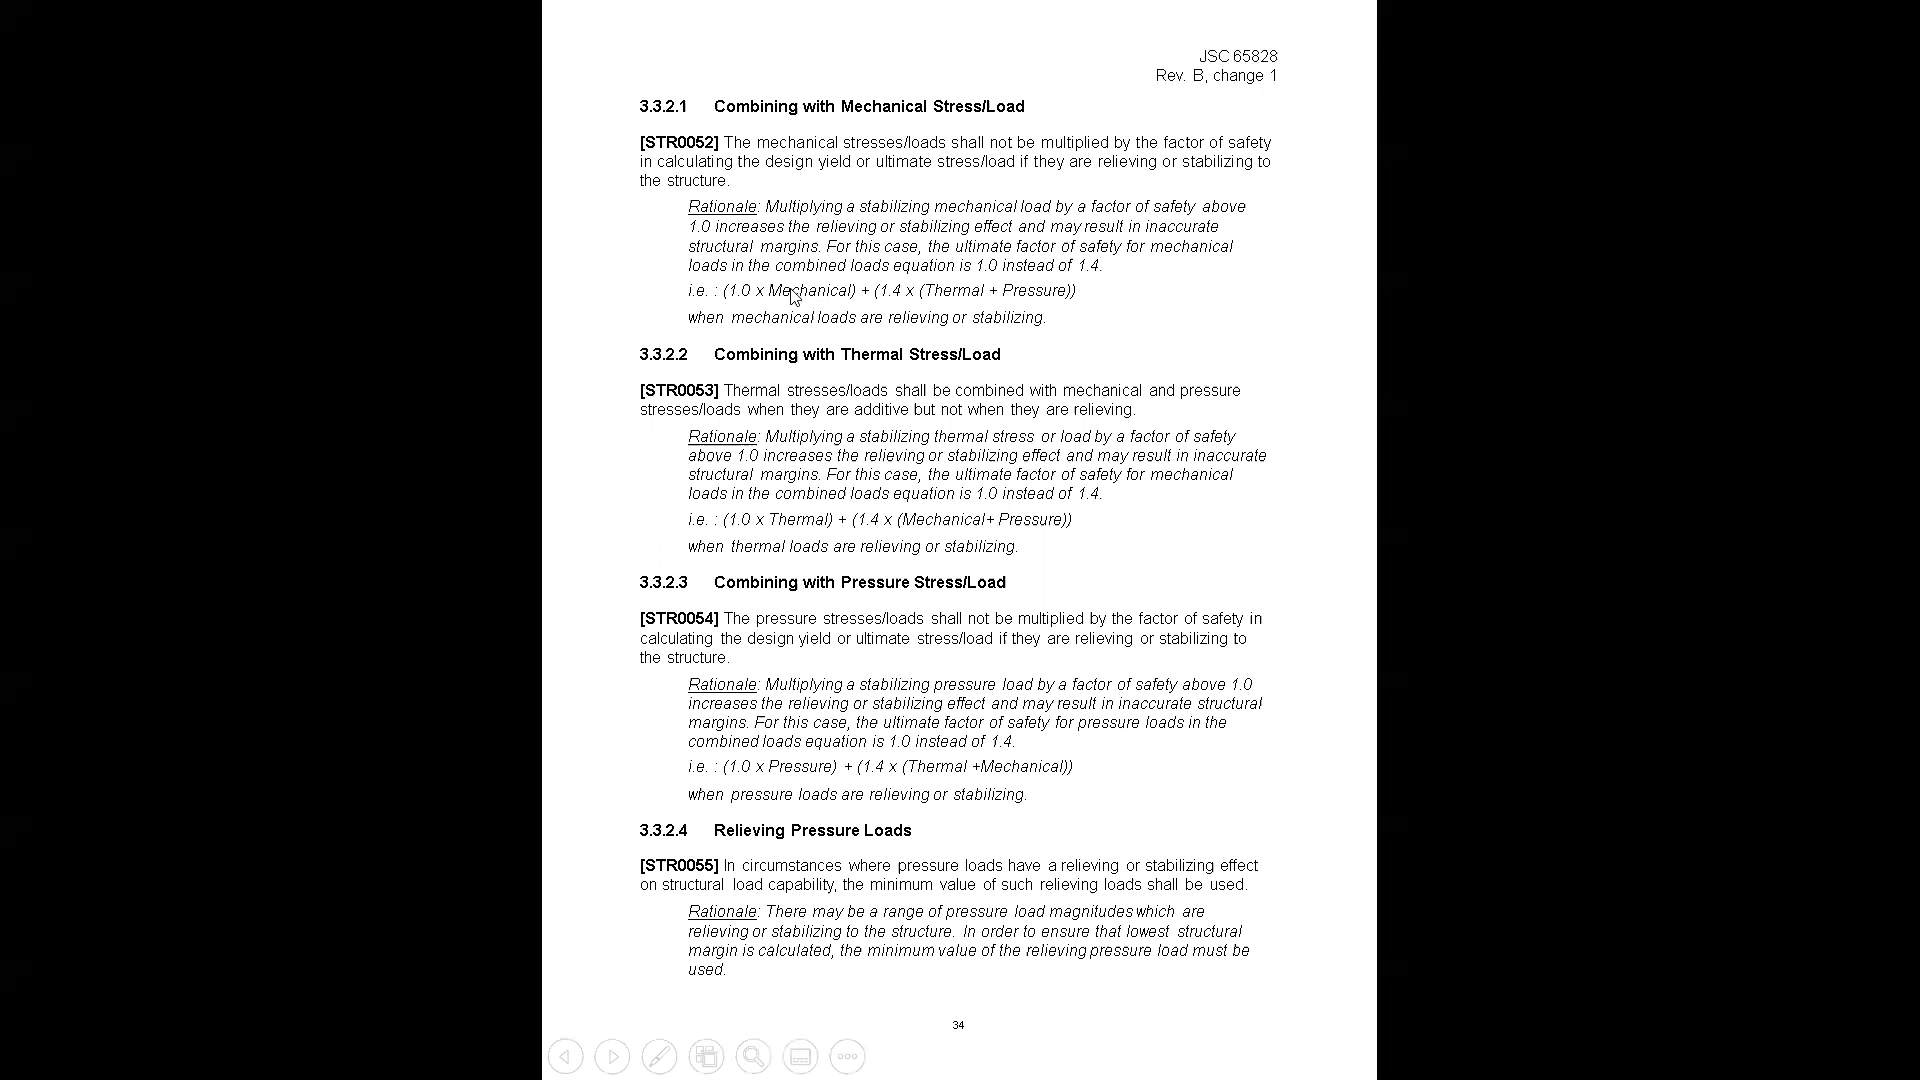 JSC 65828
Rev. B, change 1
3.3.2.1 Combining with Mechanical Stress/Load
[STR0052] The mechanical stresses/loads shall not be multiplied by the factor of safety
in calculating the design yield or ultimate stress/load if they are relieving or stabilizing to
the structure.
Rationale: Multiplying a stabilizing mechanical load by a factor of safety above
1.0 increases the relieving or stabilizing effect and may result in inaccurate
structural margins. For this case, the ultimate factor of safety for mechanical
loads in the combined loads equation is 1.0 instead of 1.4.
i.e. : (1.0 x Mechanical) + (1.4 x (Thermal + Pressure))
when mechanical loads are relieving or stabilizing.
3.3.2.2 Combining with Thermal Stress/Load
[STR0053] Thermal stresses/loads shall be combined with mechanical and pressure
stresses/loads when they are additive but not when they are relieving.
Rationale: Multiplying a stabilizing thermal stress or load by a factor of safety
above 1.0 increases the relieving or stabilizing effect and may result in inaccurate
structural margins. For this case, the ultimate factor of safety for mechanical
loads in the combined loads equation is 1.0 instead of 1.4.
i.e. : (1.0 x Thermal) + (1.4 x (Mechanical+ Pressure))
when thermal loads are relieving or stabilizing.
3.3.2.3 Combining with Pressure Stress/Load
[STR0054] The pressure stresses/loads shall not be multiplied by the factor of safety in
calculating the design yield or ultimate stress/load if they are relieving or stabilizing to
the structure.
Rationale: Multiplying a stabilizing pressure load by a factor of safety above 1.0
increases the relieving or stabilizing effect and may result in inaccurate structural
margins. For this case, the ultimate factor of safety for pressure loads in the
combined loads equation is 1.0 instead of 1.4.
i.e. : (1.0 x Pressure) + (1.4 x (Thermal +Mechanical))
when pressure loads are relieving or stabilizing.
3.3.2.4 Relieving Pressure Loads
[STR0055] In circumstances where pressure loads have a relieving or stabilizing effect
on structural load capability, the minimum value of such relieving loads shall be used.
Rationale: There may be a range of pressure load magnitudes which are
relieving or stabilizing to the structure. In order to ensure that lowest structural
margin is calculated, the minimum value of the relieving pressure load must be
used.
34